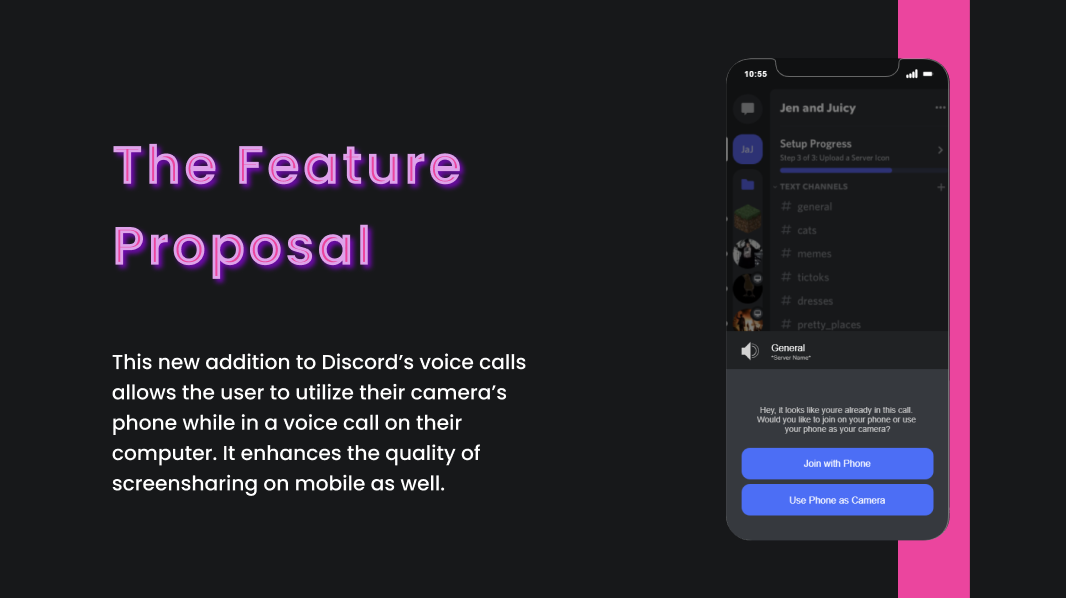 The Feature
Proposal
This new addition to Discord’s voice calls
allows the user to utilize their camera’s
phone while in a voice call on their
computer. It enhances the quality of
screensharing on mobile as well.
10:55
Jen and Juicy
JaJ
Setup Progress
Step 3 of 3: Upload a Server Icon
TEXT CHANNELS
# general
# cats
# memes
# tictoks
# dresses
# pretty_places
General
*Server Name*
Hey, it looks like youre already in this call.
Would you like to join on your phone or use
your phone as your camera?
Join with Phone
Use Phone as Camera